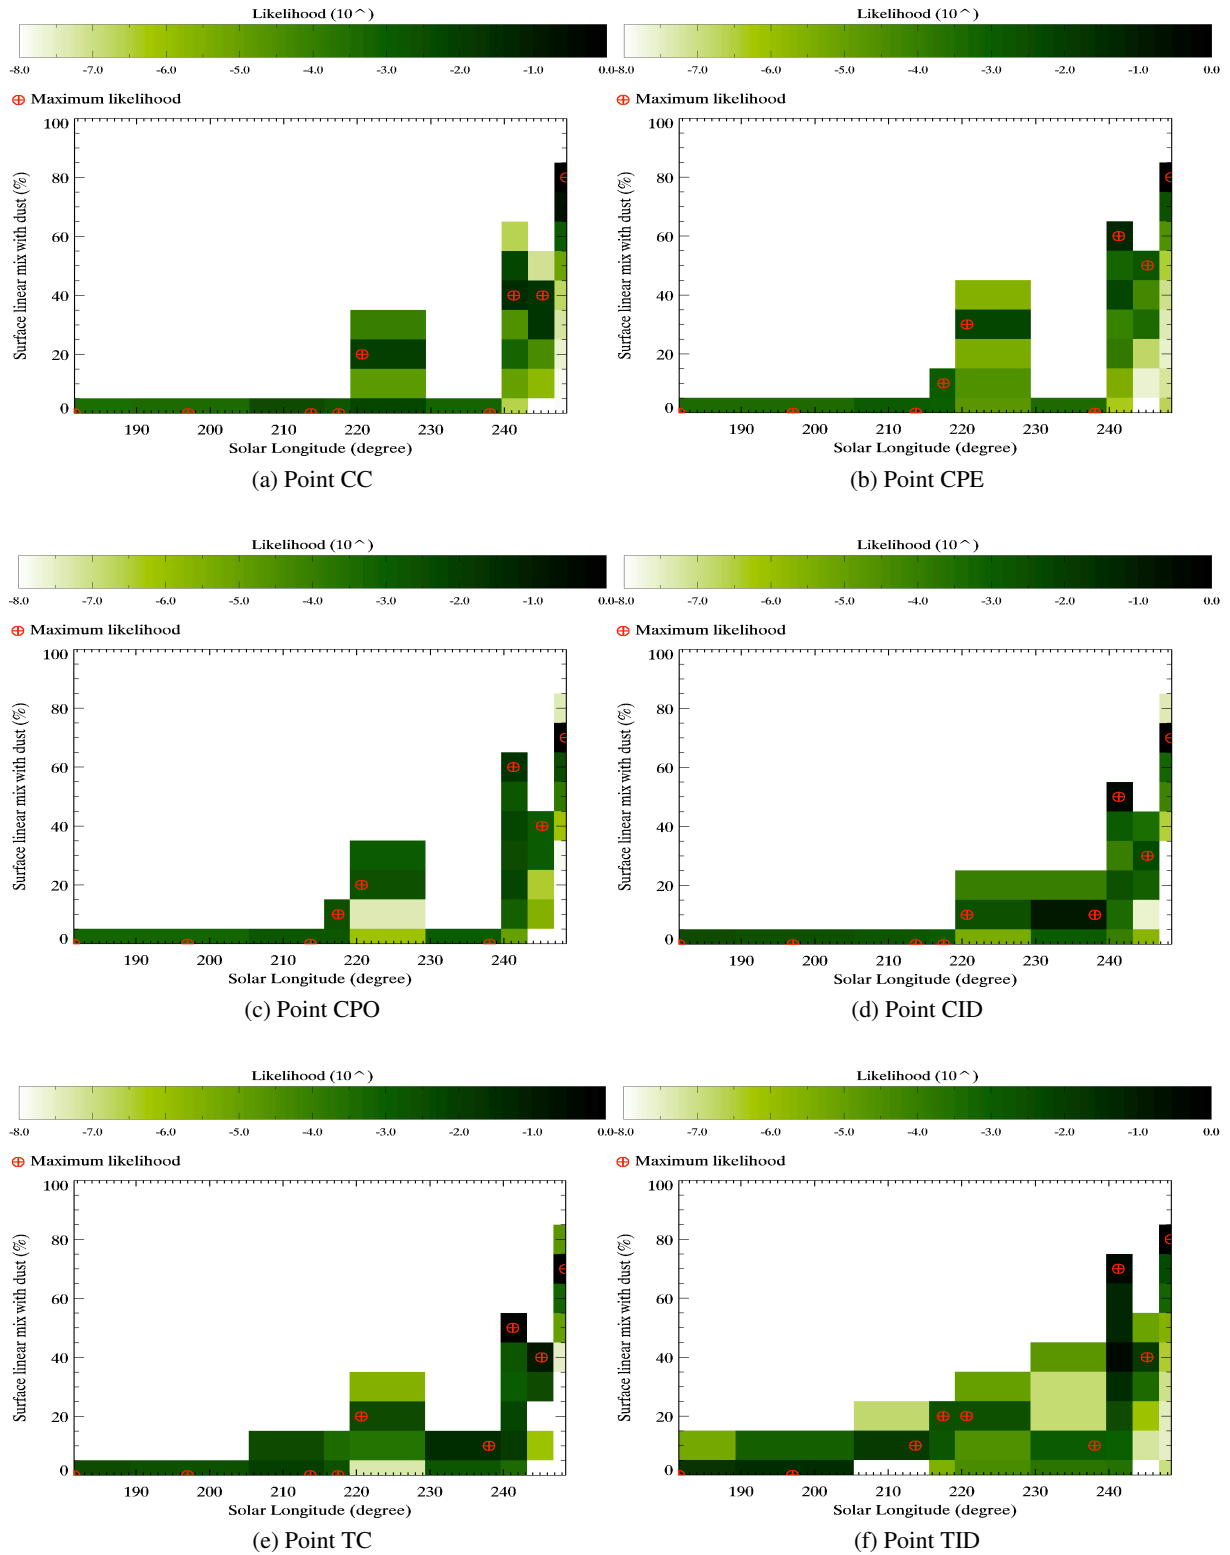 Likelihood (10^) Likelihood (10^)
-8.0 -7.0 -6.0 -5.0 -4.0 -3.0 -2.0 -1.0 0.0 -8.0 -7.0 -6.0 -5.0 -4.0 -3.0 -2.0 -1.0 0.0
Maximum likelihood Maximum likelihood
100 80 60 40 20 0 100 80 60 40 20 0
Surface linear mix with dust (%) Surface linear mix with dust (%)
190 200 210 220 230 240 190 200 210 220 230 240
Solar Longitude (degree) Solar Longitude (degree)
(a) Point CC (b) Point CPE
Likelihood (10^) Likelihood (10^)
-8.0 -7.0 -6.0 -5.0 -4.0 -3.0 -2.0 -1.0 0.0 -8.0 -7.0 -6.0 -5.0 -4.0 -3.0 -2.0 -1.0 0.0
Maximum likelihood Maximum likelihood
100 80 60 40 20 0 100 80 60 40 20 0
Surface linear mix with dust (%) Surface linear mix with dust (%)
190 200 210 220 230 240 190 200 210 220 230 240
Solar Longitude (degree) Solar Longitude (degree)
(c) Point CPO (d) Point CID
Likelihood (10^) Likelihood (10^)
-8.0 -7.0 -6.0 -5.0 -4.0 -3.0 -2.0 -1.0 0.0 -8.0 -7.0 -6.0 -5.0 -4.0 -3.0 -2.0 -1.0 0.0
Maximum likelihood Maximum likelihood
100 80 60 40 20 0 100 80 60 40 20 0
Surface linear mix with dust (%) Surface linear mix with dust (%)
190 200 210 220 230 240 190 200 210 220 230 240
Solar Longitude (degree) Solar Longitude (degree)
(e) Point TC (f) Point TID